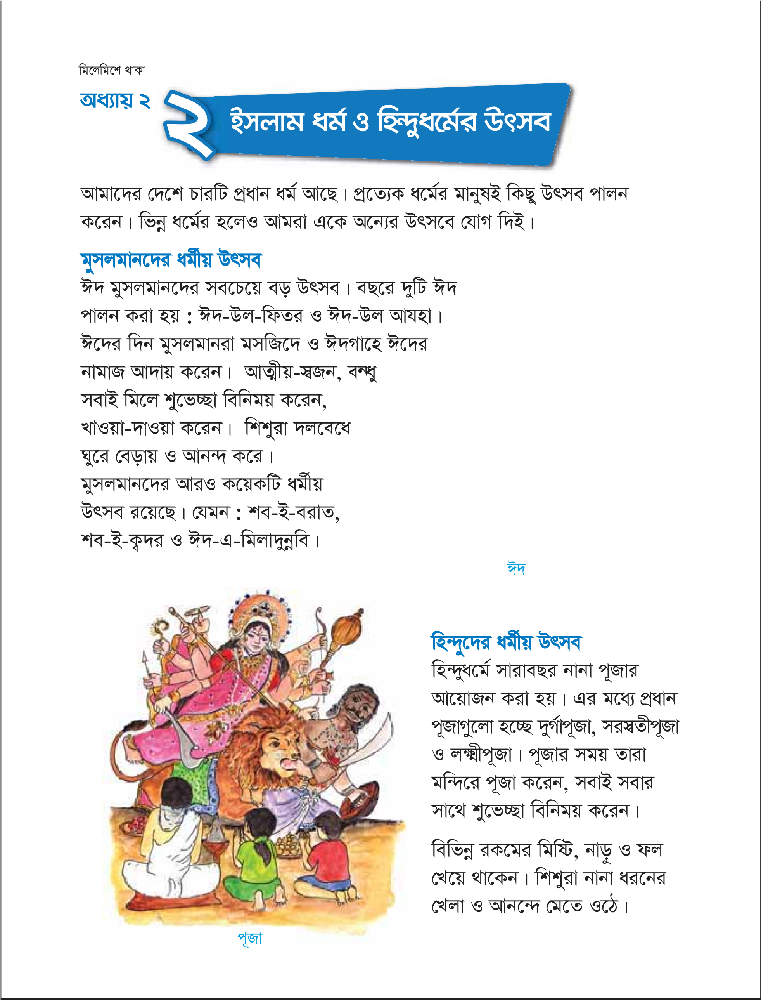 মিলেমিশে থাকা
অধ্যায় ২
২
ইসলাম ধর্ম ও হিন্দুধর্মের উৎসব
আমাদের দেশে চারটি প্রধান ধর্ম আছে। প্রত্যেক ধর্মের মানুষই কিছু উৎসব পালন
করেন। ভিন্ন ধর্মের হলেও আমরা একে অন্যের উৎসবে যোগ দিই।
মুসলমানদের ধর্মীয় উৎসব
ঈদ মুসলমানদের সবচেয়ে বড় উৎসব। বছরে দুটি ঈদ
পালন করা হয় : ঈদ-উল-ফিতর ও ঈদ-উল আযহা।
ঈদের দিন মুসলমানরা মসজিদে ও ঈদগাহে ঈদের
নামাজ আদায় করেন। আত্মীয়-স্বজন, বন্ধু
সবাই মিলে শুভেচ্ছা বিনিময় করেন,
খাওয়া-দাওয়া করেন। শিশুরা দলবেধে
ঘুরে বেড়ায় ও আনন্দ করে।
মুসলমানদের আরও কয়েকটি ধর্মীয়
উৎসব রয়েছে। যেমন : শব-ই-বরাত,
শব-ই-ক্বদর ও ঈদ-এ-মিলাদুন্নবি।
ঈদ
হিন্দুদের ধর্মীয় উৎসব
হিন্দুধর্মে সারাবছর নানা পূজার
আয়োজন করা হয়। এর মধ্যে প্রধান
পূজাগুলো হচ্ছে দুর্গাপূজা, সরস্বতীপূজা
ও লক্ষ্মীপূজা। পূজার সময় তারা
মন্দিরে পূজা করেন, সবাই সবার
সাথে শুভেচ্ছা বিনিময় করেন।
বিভিন্ন রকমের মিষ্টি, নাড়ু ও ফল
খেয়ে থাকেন। শিশুরা নানা ধরনের
খেলা ও আনন্দে মেতে ওঠে।
পূজা